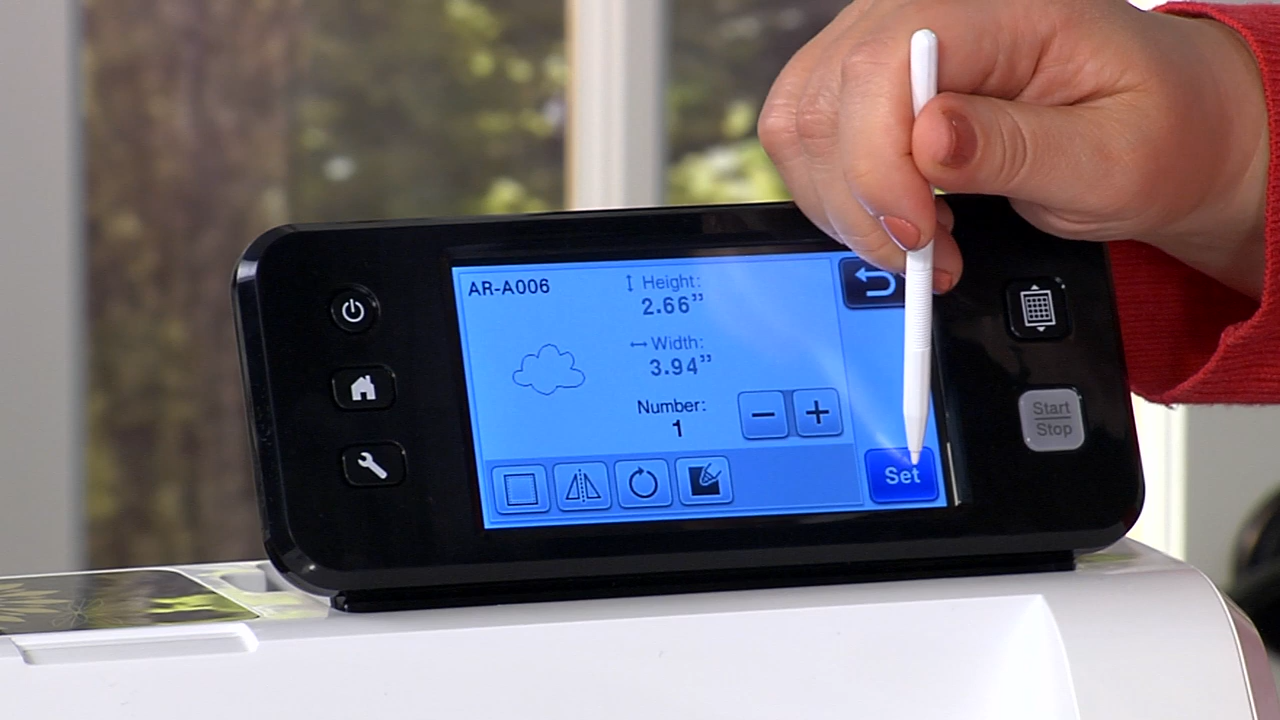 AR-A006
Height:
2.66”
Width:
3.94”
Number:
1
Set
Start
Stop